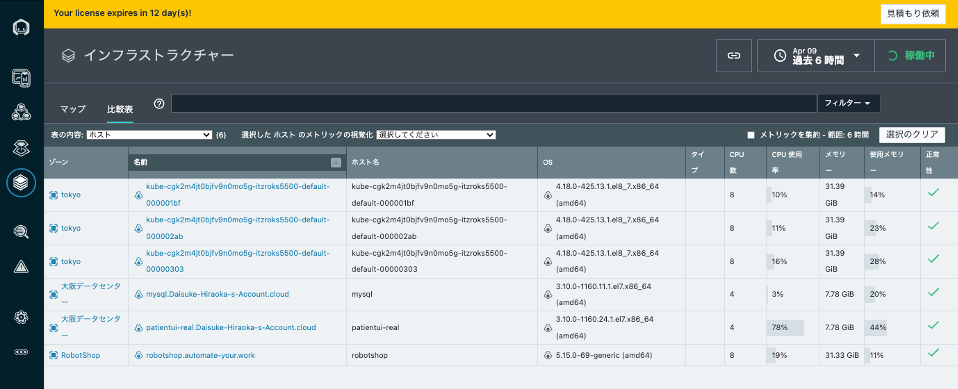 Your license expires in 12 day(s)!
見積もり依頼
インフラストラクチャー
Apr 09
過去 6 時間
稼働中
マップ
比較表
フィルター
表の内容: ホスト (6) 選択した ホスト のメトリックの視覚化 選択してください
メトリックを集約 - 範囲: 6 時間
選択のクリア
ゾーン 名前 ホスト名 OS タイプ CPU 数 CPU 使用率 メモリー 使用メモリー 正常性
tokyo kube-cgk2m4jt0bjfv9n0mo5g-itzroks5500-default-000001bf kube-cgk2m4jt0bjfv9n0mo5g-itzroks5500-default-000001bf 4.18.0-425.13.1.el8_7.x86_64 (amd64) 8 10% 31.39 GiB 14%
tokyo kube-cgk2m4jt0bjfv9n0mo5g-itzroks5500-default-000002ab kube-cgk2m4jt0bjfv9n0mo5g-itzroks5500-default-000002ab 4.18.0-425.13.1.el8_7.x86_64 (amd64) 8 11% 31.39 GiB 23%
tokyo kube-cgk2m4jt0bjfv9n0mo5g-itzroks5500-default-00000303 kube-cgk2m4jt0bjfv9n0mo5g-itzroks5500-default-00000303 4.18.0-425.13.1.el8_7.x86_64 (amd64) 8 16% 31.39 GiB 28%
大阪データセンター mysql.Daisuke-Hiraoka-s-Account.cloud mysql 3.10.0-1160.11.1.el7.x86_64 (amd64) 4 3% 7.78 GiB 20%
大阪データセンター patientui-real.Daisuke-Hiraoka-s-Account.cloud patientui-real 3.10.0-1160.24.1.el7.x86_64 (amd64) 4 78% 7.78 GiB 44%
RobotShop robotshop.automate-your.work robotshop 5.15.0-69-generic (amd64) 8 19% 31.33 GiB 11%